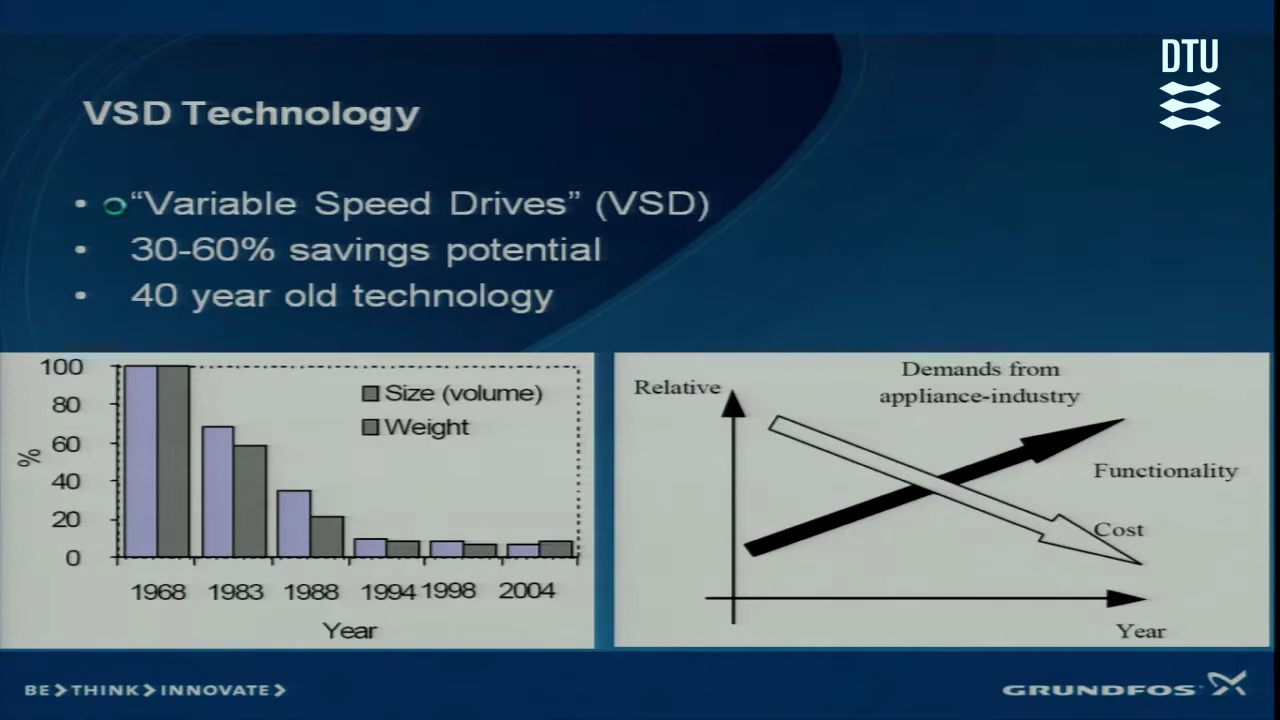 DTU
VSD Technology
• “Variable Speed Drives” (VSD)
• 30-60% savings potential
• 40 year old technology
100
80
60
40
20
0
%
Size (volume)
Weight
1968 1983 1988 1994 1998 2004
Year
Relative
Demands from
appliance-industry
Functionality
Cost
Year
BE>THINK>INNOVATE>
GRUNDFOS